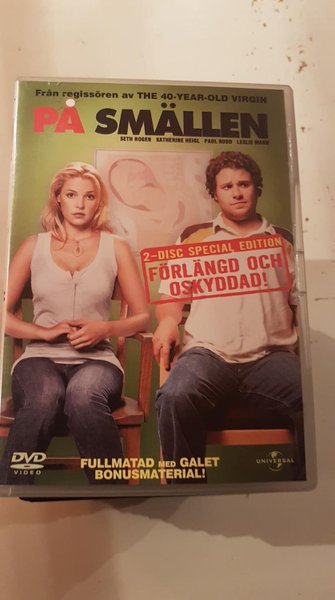 Från regissören av THE 40-YEAR-OLD VIRGIN
PÅ SMÄLLEN
SETH ROGEN KATHERINE HEIGL PAUL RUDD LESLIE MANN
2-DISC SPECIAL EDITION
FÖRLÄNGD OCH
OSKYDDAD!
DVD
VIDEO
FULLMATAD MED GALET
BONUSMATERIAL!
UNIVERSAL